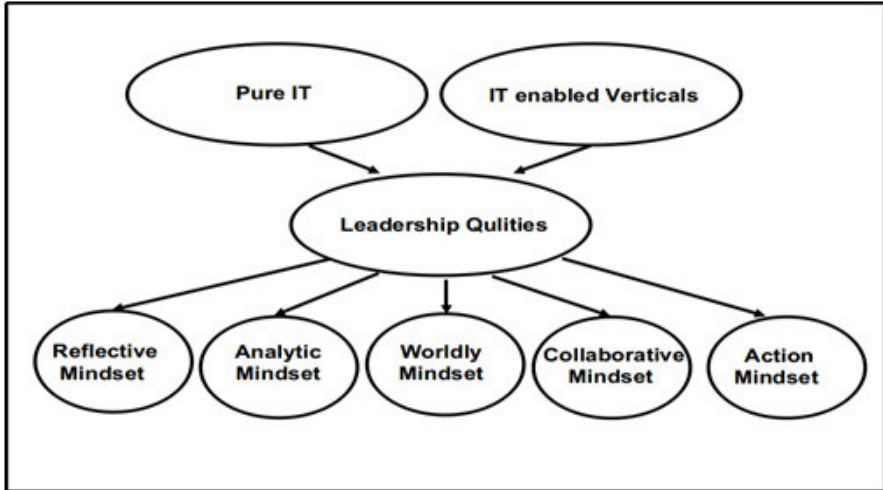 Pure IT
IT enabled Verticals
Leadership Qulities
Reflective
Mindset
Analytic
Mindset
Worldly
Mindset
Collaborative
Mindset
Action
Mindset